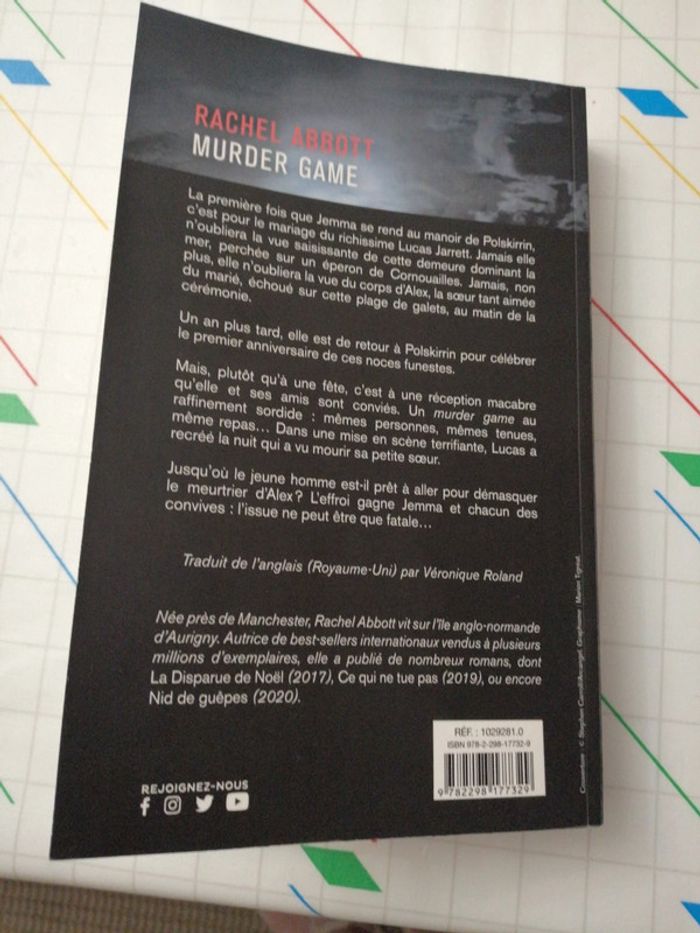 RACHEL ABBOTT
MURDER GAME
La première fois que Jemma se rend au manoir de Polskirrin,
c'est pour le mariage du richissime Lucas Jarrett. Jamais elle
n'oubliera la vue saisissante de cette demeure dominant la
mer, perchée sur un éperon de Cornouailles. Jamais, non
plus, elle n'oubliera la vue du corps d'Alex, la sœur tant aimée
du marié, échoué sur cette plage de galets, au matin de la
cérémonie.
Un an plus tard, elle est de retour à Polskirrin pour célébrer
le premier anniversaire de ces noces funestes.
Mais, plutôt qu'à une fête, c'est à une réception macabre
qu'elle et ses amis sont conviés. Un murder game au
raffinement sordide : mêmes personnes, mêmes tenues,
même repas... Dans une mise en scène terrifiante, Lucas a
recréé la nuit qui a vu mourir sa petite sœur.
Jusqu'où le jeune homme est-il prêt à aller pour démasquer
le meurtrier d'Alex? L'effroi gagne Jemma et chacun des
convives : l'issue ne peut être que fatale...
Traduit de l'anglais (Royaume-Uni) par Véronique Roland
Née près de Manchester, Rachel Abbott vit sur l'île anglo-normande
d'Aurigny. Autrice de best-sellers internationaux vendus à plusieurs
millions d'exemplaires, elle a publié de nombreux romans, dont
La Disparue de Noël (2017), Ce qui ne tue pas (2019), ou encore
Nid de guêpes (2020).
RÉF. : 1029281.0
ISBN 978-2-298-17732-9
9 782298 177329
REJOIGNEZ-NOUS
Couverture : © Stephen Carroll/Arcangel. Graphisme : Marion Tigréat.